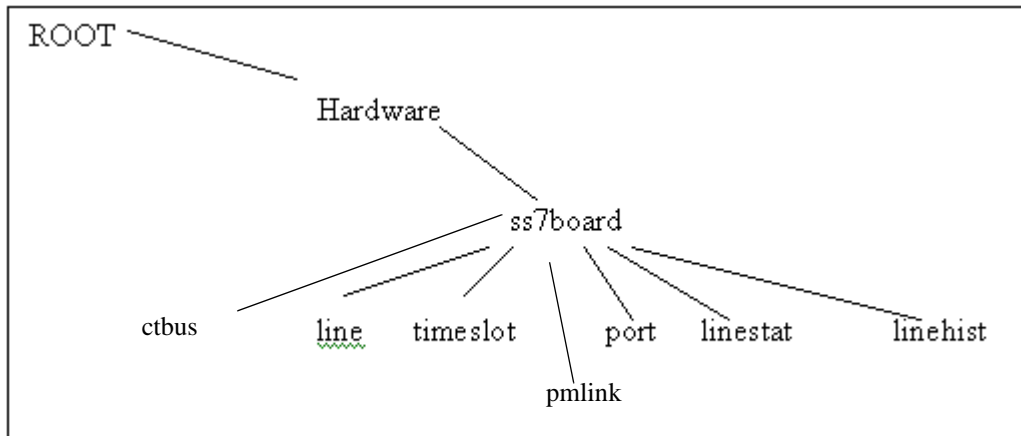 ROOT
Hardware
ss7board
ctbus line timeslot port linestat linehist
pmlink